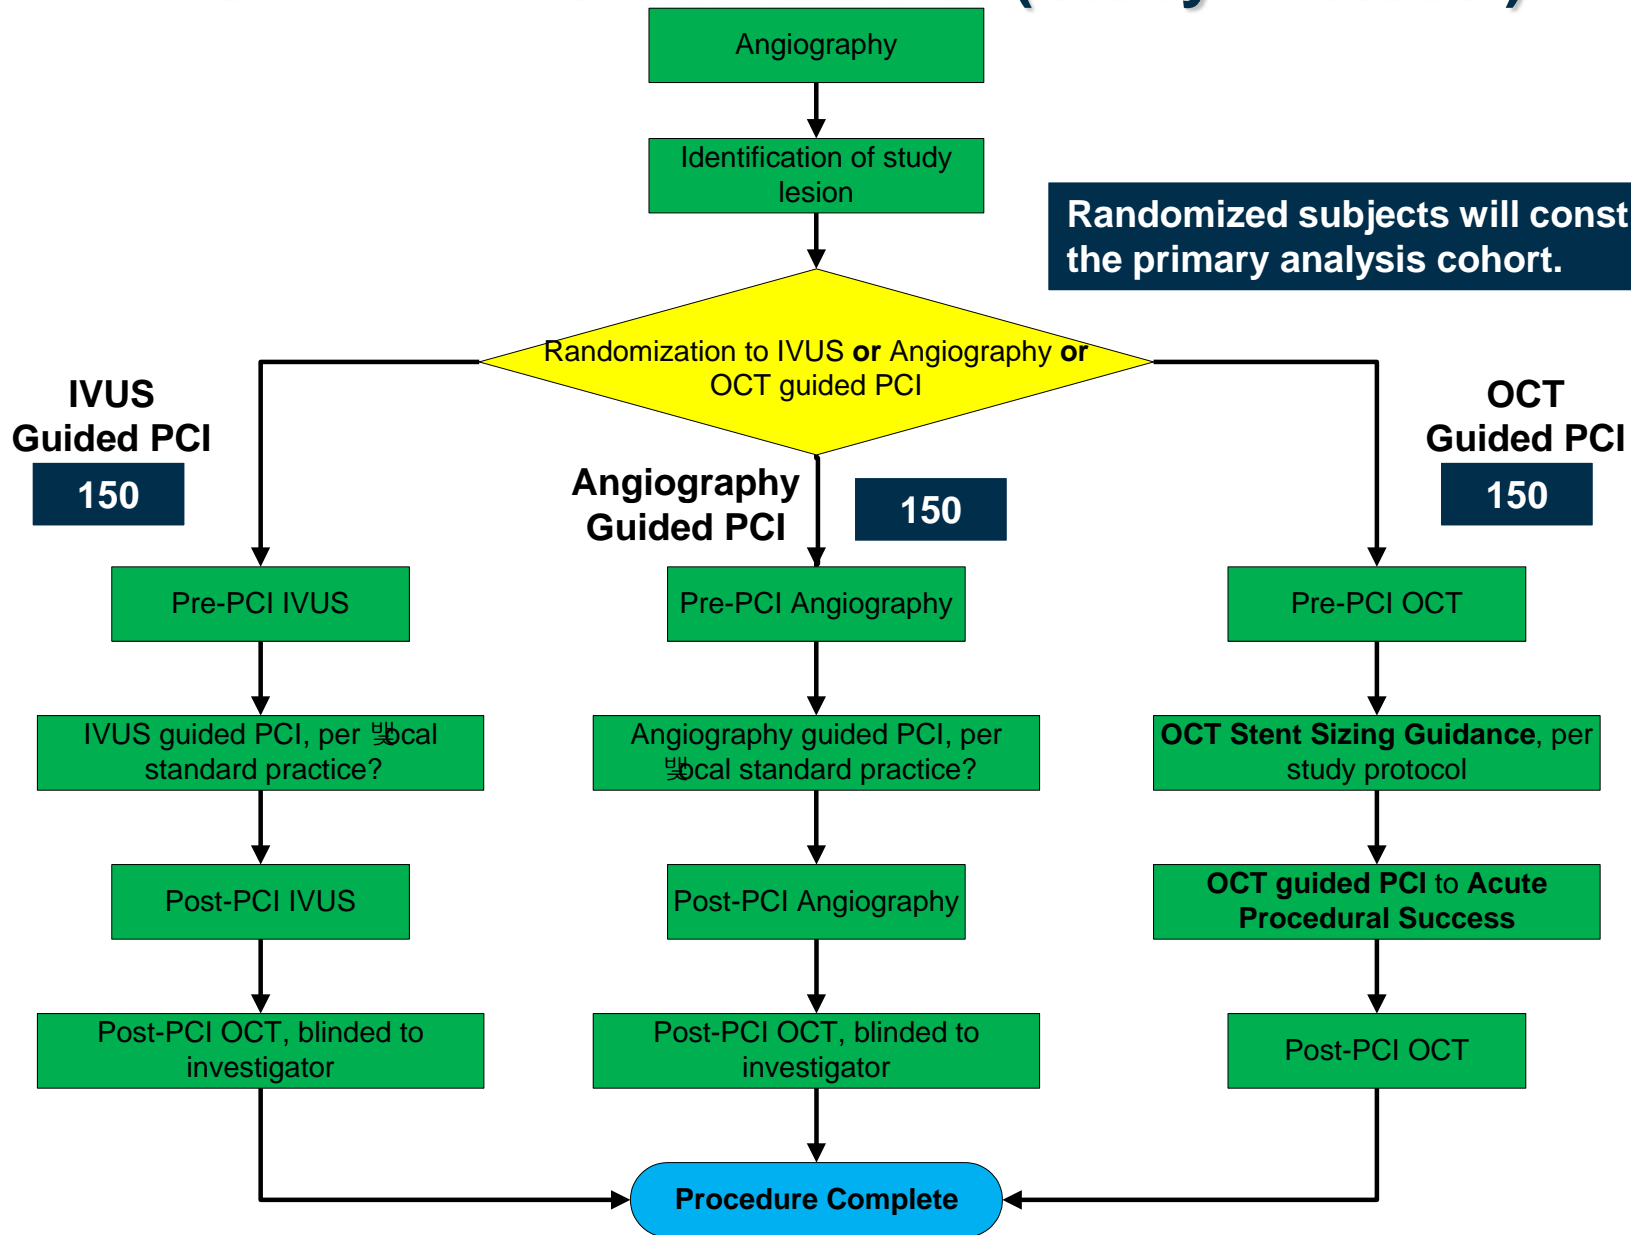 Angiography
Identification of study
lesion
Randomized subjects will const
the primary analysis cohort.
Randomization to IVUS or Angiography or
OCT guided PCI
IVUS
Guided PCI
150
Angiography
Guided PCI
150
OCT
Guided PCI
150
Pre-PCI IVUS
Pre-PCI Angiography
Pre-PCI OCT
IVUS guided PCI, per
standard practice?
Angiography guided PCI, per
standard practice?
OCT Stent Sizing Guidance, per
study protocol
Post-PCI IVUS
Post-PCI Angiography
OCT guided PCI to Acute
Procedural Success
Post-PCI OCT, blinded to
investigator
Post-PCI OCT, blinded to
investigator
Post-PCI OCT
Procedure Complete